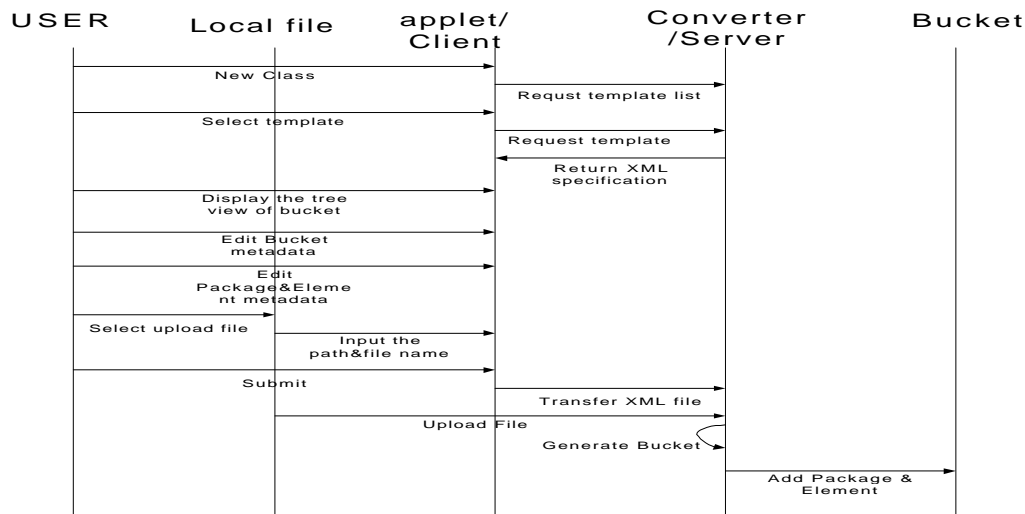 USER
Local file
applet/
Client
Converter
/Server
Bucket
New Class
Requst template list
Select template
Request template
Return XML
specification
Display the tree
view of bucket
Edit Bucket
metadata
Edit
Package&Eleme
nt metadata
Select upload file
Input the
path&file name
Submit
Transfer XML file
Upload File
Generate Bucket
Add Package &
Element